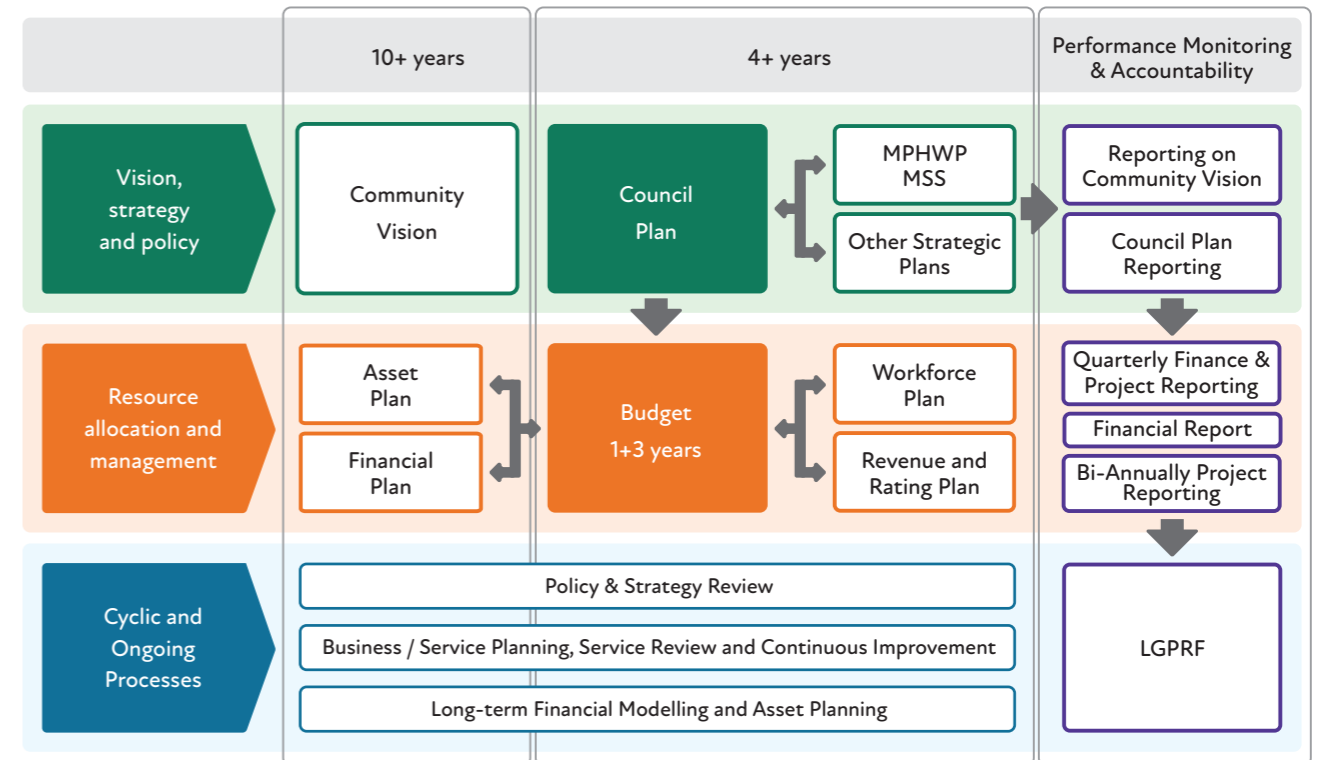 10+ years
4+ years
Performance Monitoring
& Accountability
Vision,
strategy
and policy
Community
Vision
Council
Plan
MPHWP
MSS
Other Strategic
Plans
Reporting on
Community Vision
Council Plan
Reporting
Resource
allocation and
management
Asset
Plan
Financial
Plan
Budget
1+3 years
Workforce
Plan
Revenue and
Rating Plan
Quarterly Finance &
Project Reporting
Financial Report
Bi-Annually Project
Reporting
Cyclic and
Ongoing
Processes
Policy & Strategy Review
Business / Service Planning, Service Review and Continuous Improvement
Long-term Financial Modelling and Asset Planning
LGPRF